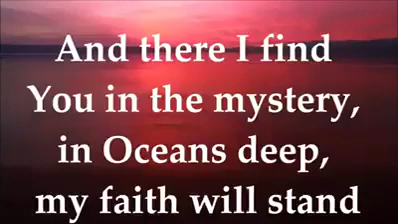 And there I find
You in the mystery,
in Oceans deep,
my faith will stand